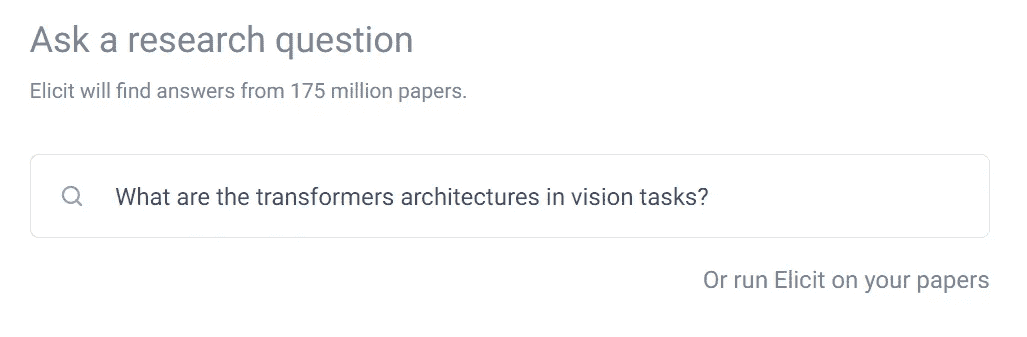 Ask a research question
Elicit will find answers from 175 million papers.
What are the transformers architectures in vision tasks?
Or run Elicit on your papers